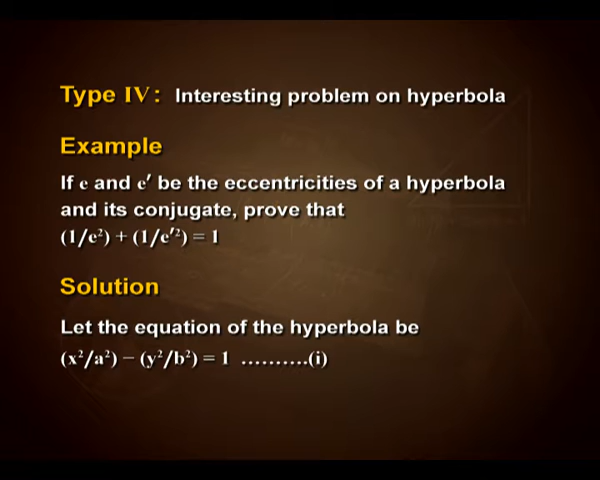 Type IV: Interesting problem on hyperbola
Example
If e and e′ be the eccentricities of a hyperbola
and its conjugate, prove that
(1/e²) + (1/e′²) = 1
Solution
Let the equation of the hyperbola be
(x²/a²) − (y²/b²) = 1 ..........(i)